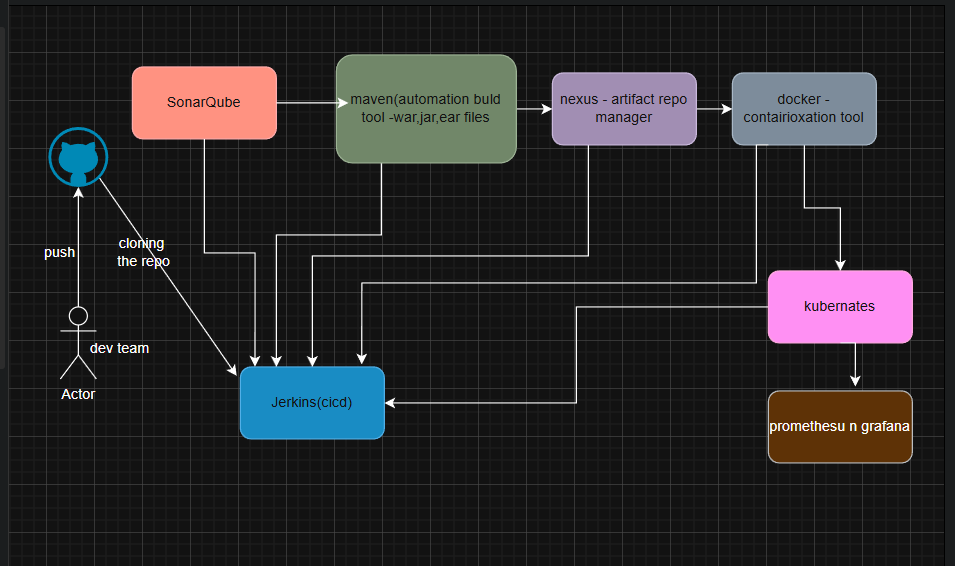 SonarQube
maven(automation buld
tool -war,jar,ear files
nexus - artifact repo
manager
docker -
contairioxation tool
push
cloning
the repo
dev team
Actor
Jerkins(cicd)
kubernates
promethesu n grafana